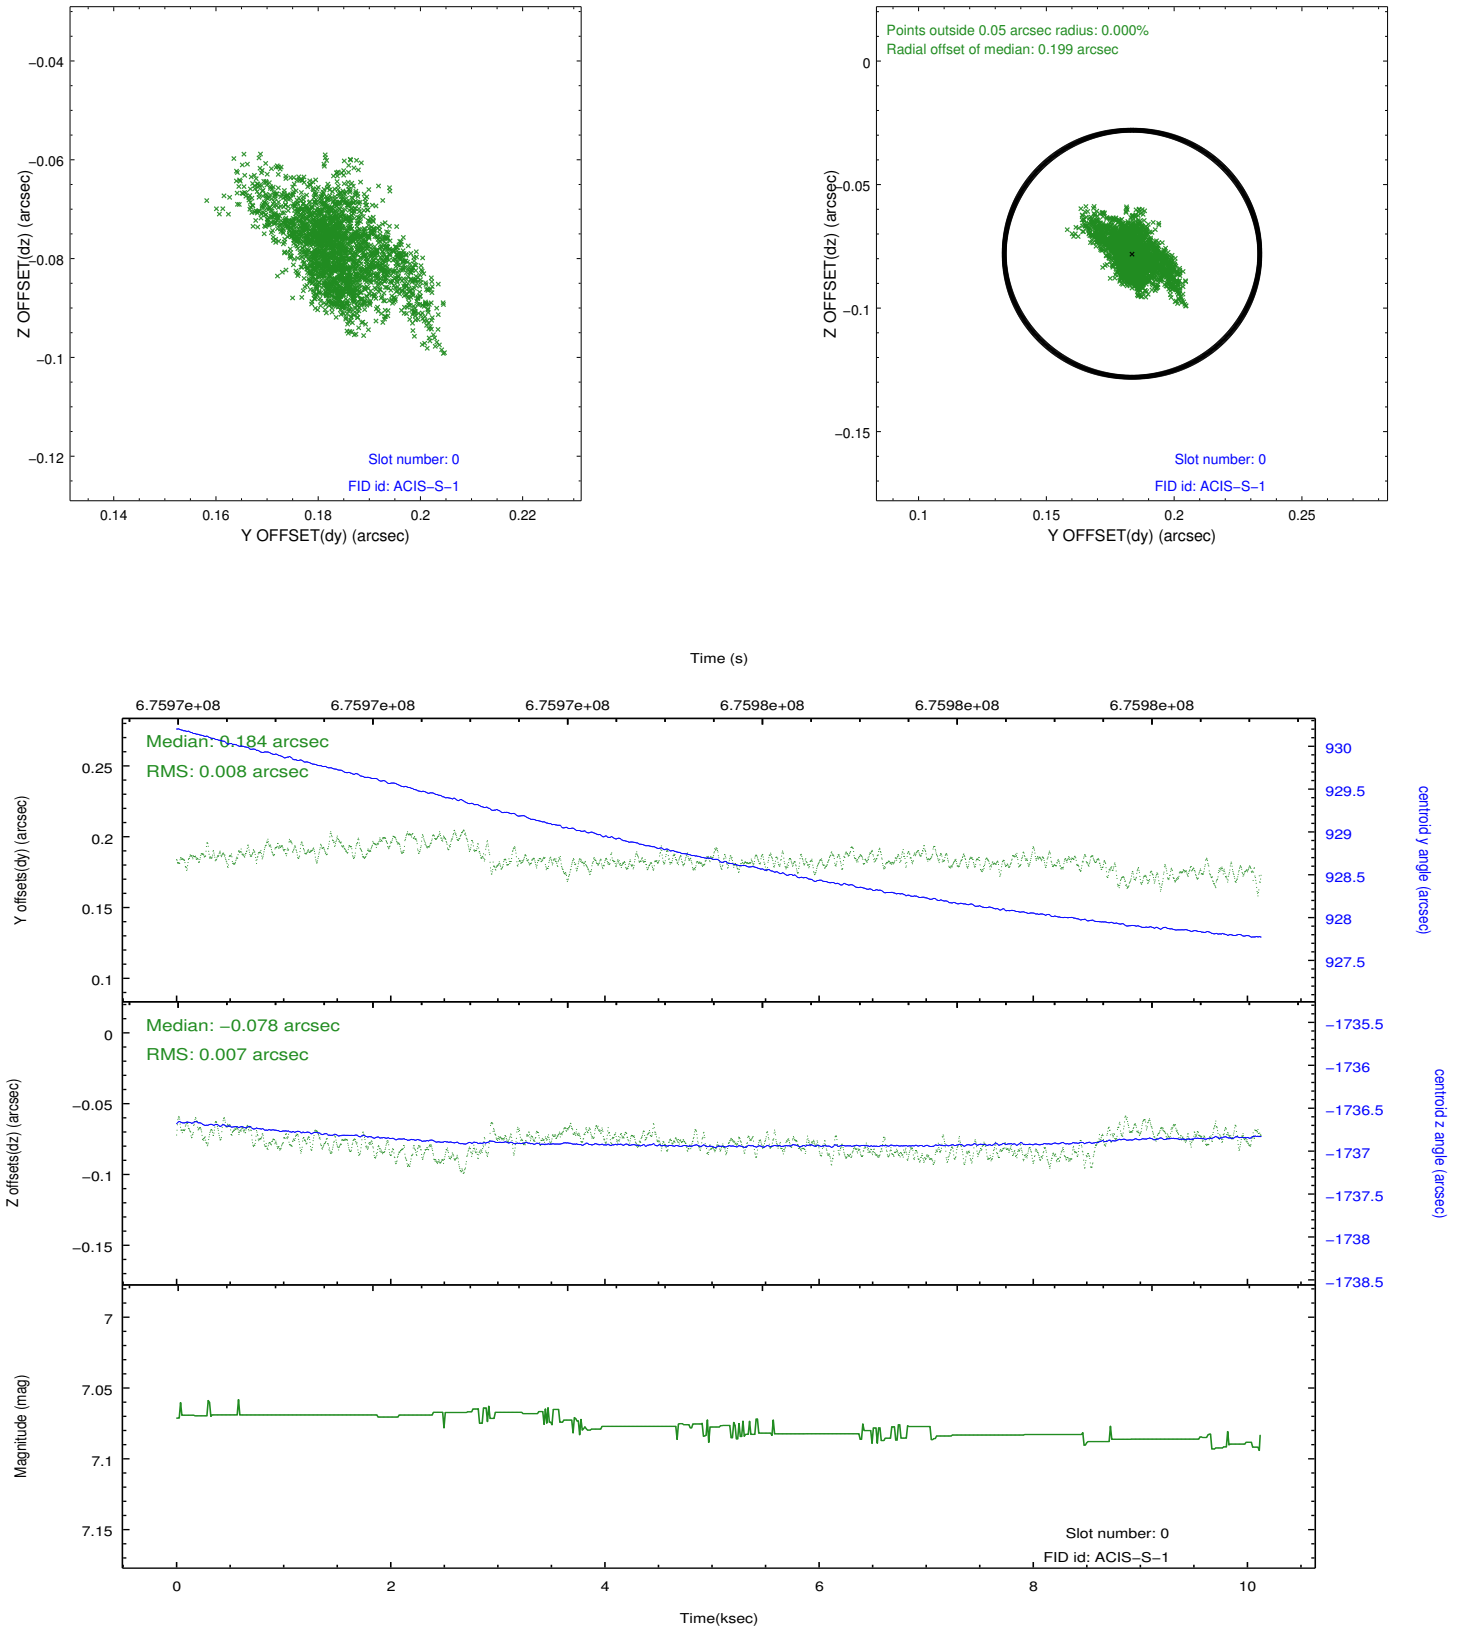 −0.04
−0.06
−0.08
−0.1
−0.12
Z OFFSET(dz) (arcsec)
Slot number: 0
FID id: ACIS−S−1
0.14
0.16
0.18
0.2
0.22
Y OFFSET(dy) (arcsec)
Points outside 0.05 arcsec radius: 0.000%
Radial offset of median: 0.199 arcsec
0
−0.05
−0.1
−0.15
Z OFFSET(dz) (arcsec)
Slot number: 0
FID id: ACIS−S−1
0.1
0.15
0.2
0.25
Y OFFSET(dy) (arcsec)
Time (s)
6.7597e+08
6.7597e+08
6.7597e+08
6.7598e+08
6.7598e+08
6.7598e+08
Median: 0.184 arcsec
RMS: 0.008 arcsec
0.25
0.2
0.15
0.1
Y offsets(dy) (arcsec)
930
929.5
929
928.5
928
927.5
centroid y angle (arcsec)
Median: −0.078 arcsec
RMS: 0.007 arcsec
0
−0.05
−0.1
−0.15
Z offsets(dz) (arcsec)
−1735.5
−1736
−1736.5
−1737
−1737.5
−1738
−1738.5
centroid z angle (arcsec)
7
7.05
7.1
7.15
Magnitude (mag)
Slot number: 0
FID id: ACIS−S−1
0
2
4
6
8
10
Time(ksec)